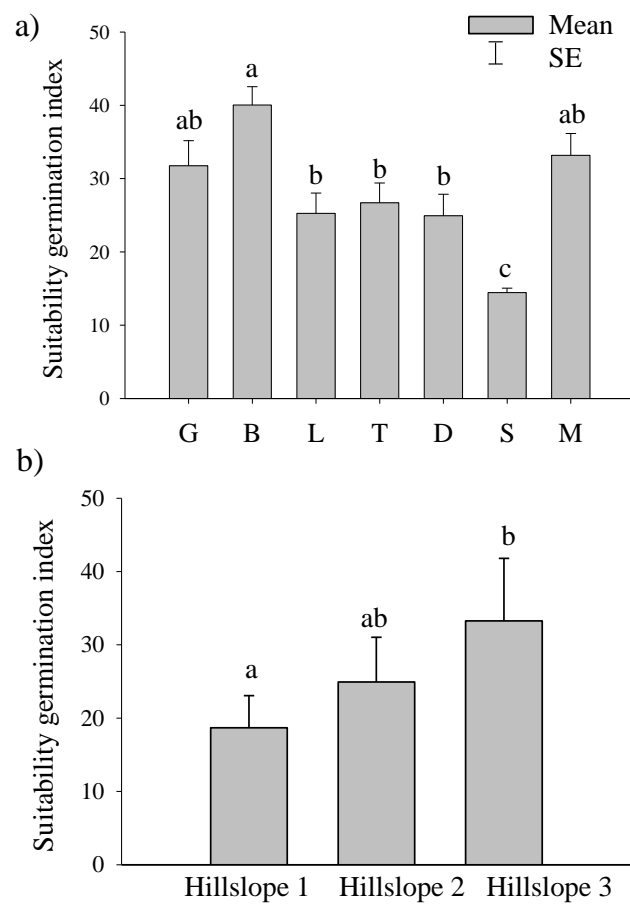 a)
Mean
SE
Suitability germination index
50
40
30
20
10
0
ab
a
b
b
b
c
ab
G B L T D S M
b)
Suitability germination index
50
40
30
20
10
0
a
ab
b
Hillslope 1 Hillslope 2 Hillslope 3